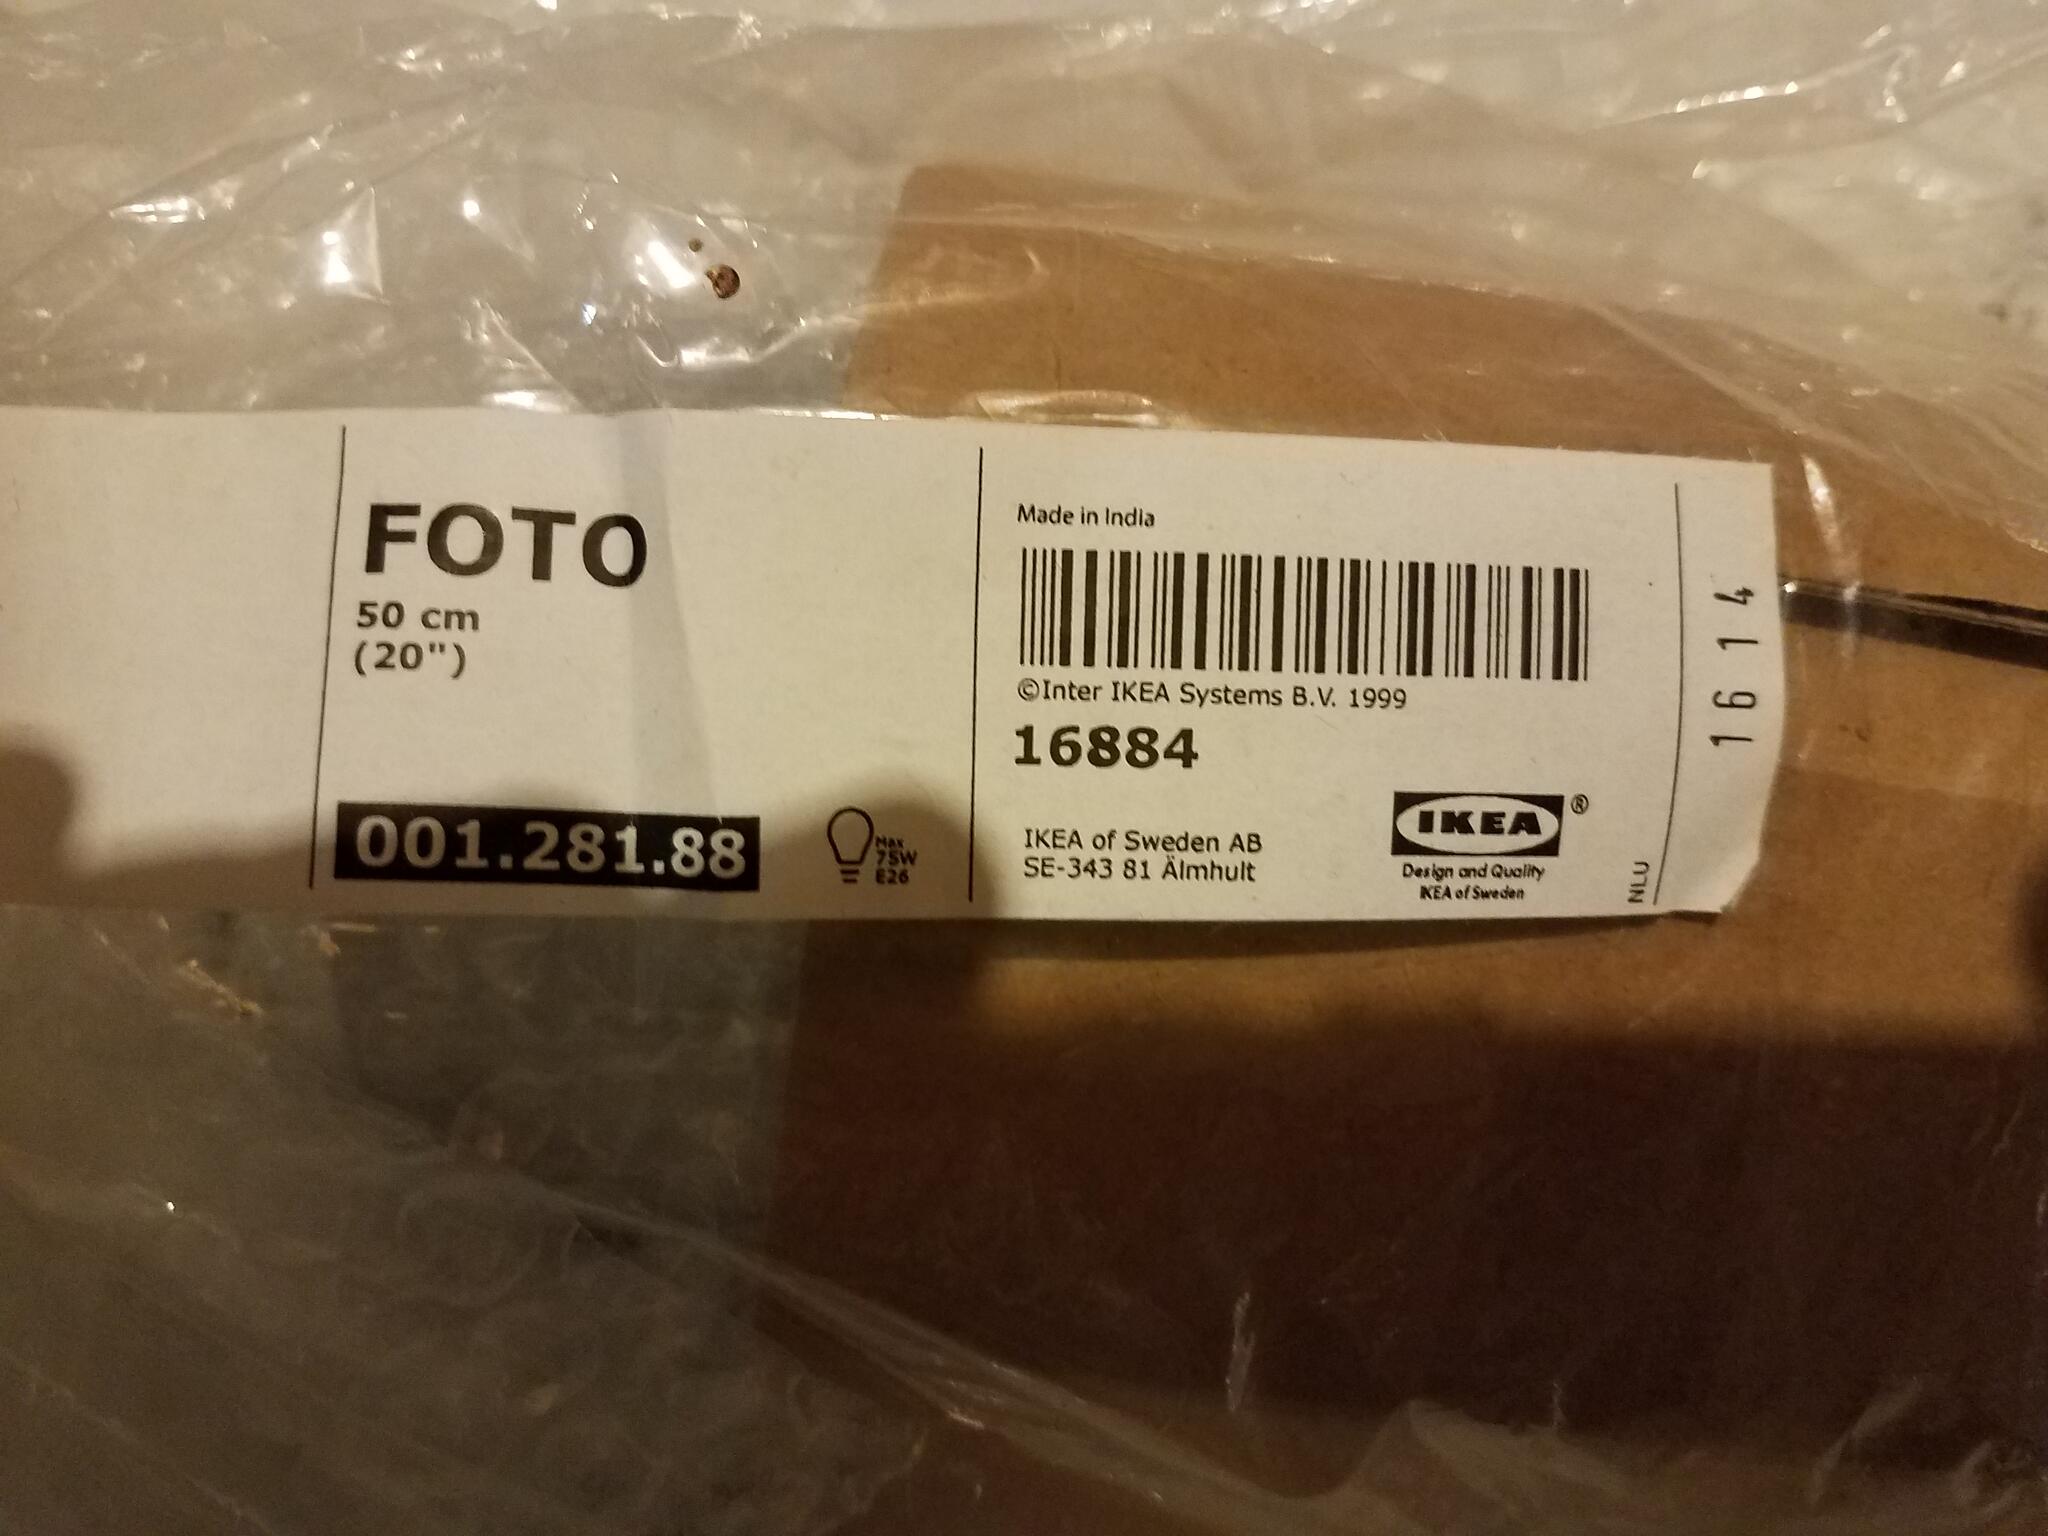 FOTO
50 cm
(20")
001.281.88
Max
75W
E26
Made in India
©Inter IKEA Systems B.V. 1999
16884
IKEA of Sweden AB
SE-343 81 Älmhult
IKEA®
Design and Quality
IKEA of Sweden
NLU
1614